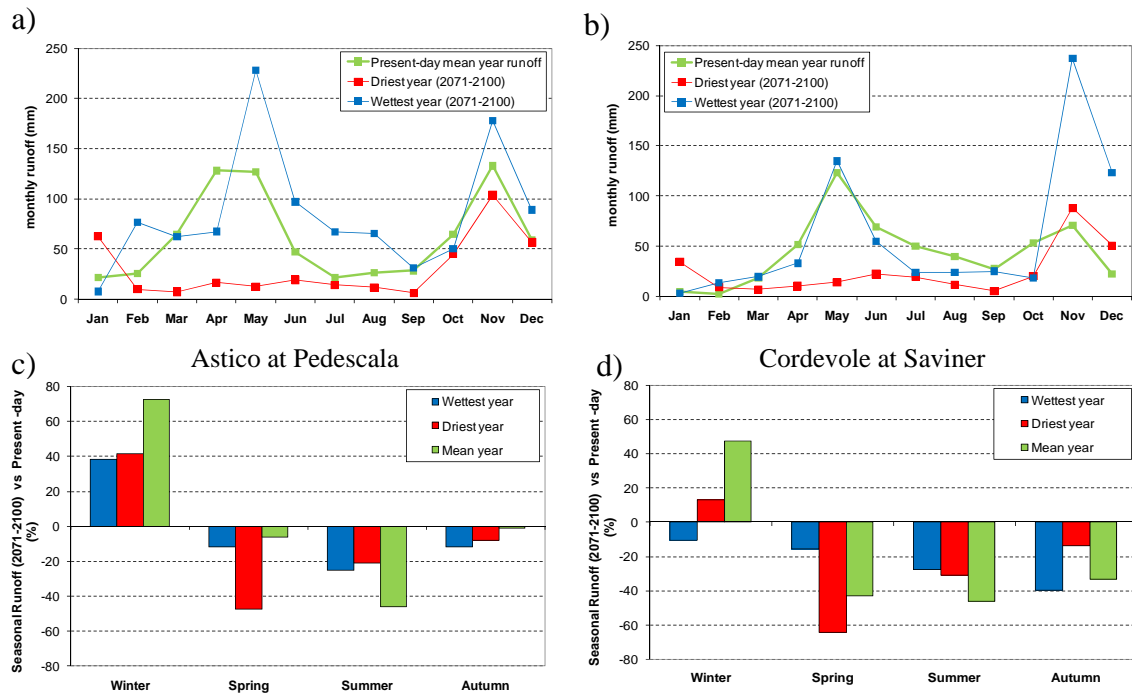 a)
monthly runoff (mm)
250
200
150
100
50
0
Present-day mean year runoff
Driest year (2071-2100)
Wettest year (2071-2100)
Jan Feb Mar Apr May Jun Jul Aug Sep Oct Nov Dec
b)
monthly runoff (mm)
250
200
150
100
50
0
Present-day mean year runoff
Driest year (2071-2100)
Wettest year (2071-2100)
Jan Feb Mar Apr May Jun Jul Aug Sep Oct Nov Dec
c)
Astico at Pedescala
Seasonal Runoff (2071-2100) vs Present -day
(%)
80
60
40
20
0
-20
-40
-60
-80
Wettest year
Driest year
Mean year
Winter Spring Summer Autumn
d)
Cordevole at Saviner
Seasonal Runoff (2071-2100) vs Present -day
(%)
80
60
40
20
0
-20
-40
-60
-80
Wettest year
Driest year
Mean year
Winter Spring Summer Autumn